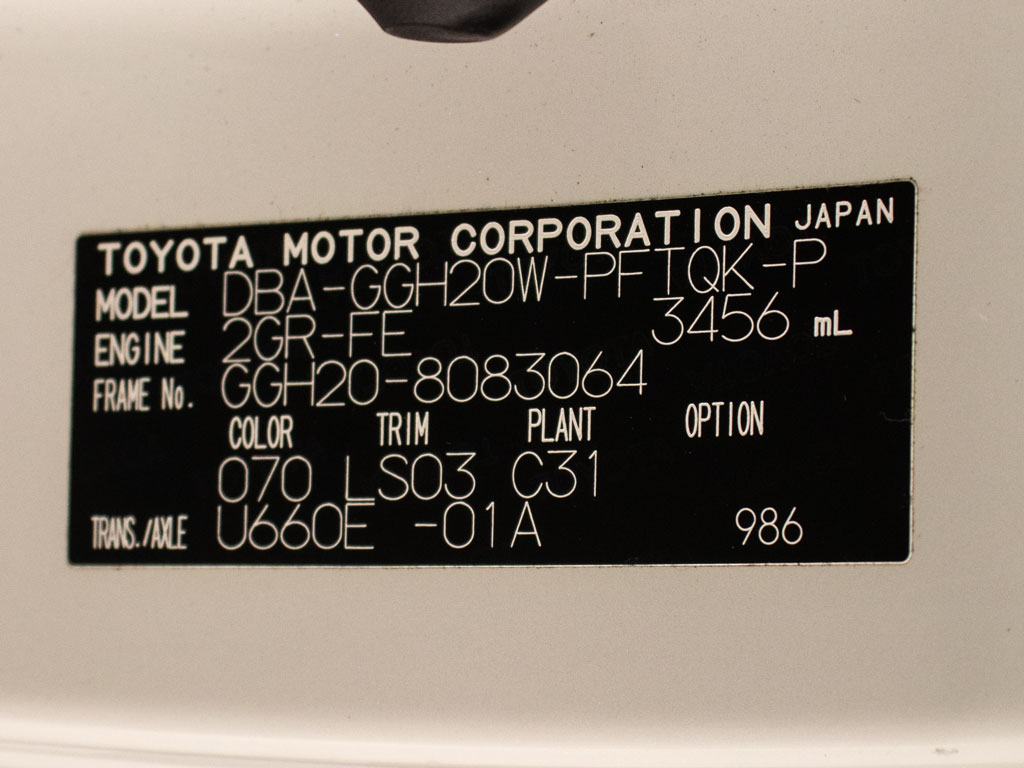 TOYOTA MOTOR CORPORATION JAPAN
MODEL DBA-GGH20W-PFTQK-P
ENGINE 2GR-FE 3456 mL
FRAME No. GGH20-8083064
COLOR TRIM PLANT OPTION
070 LS03 C31
TRANS./AXLE U660E -01A 986